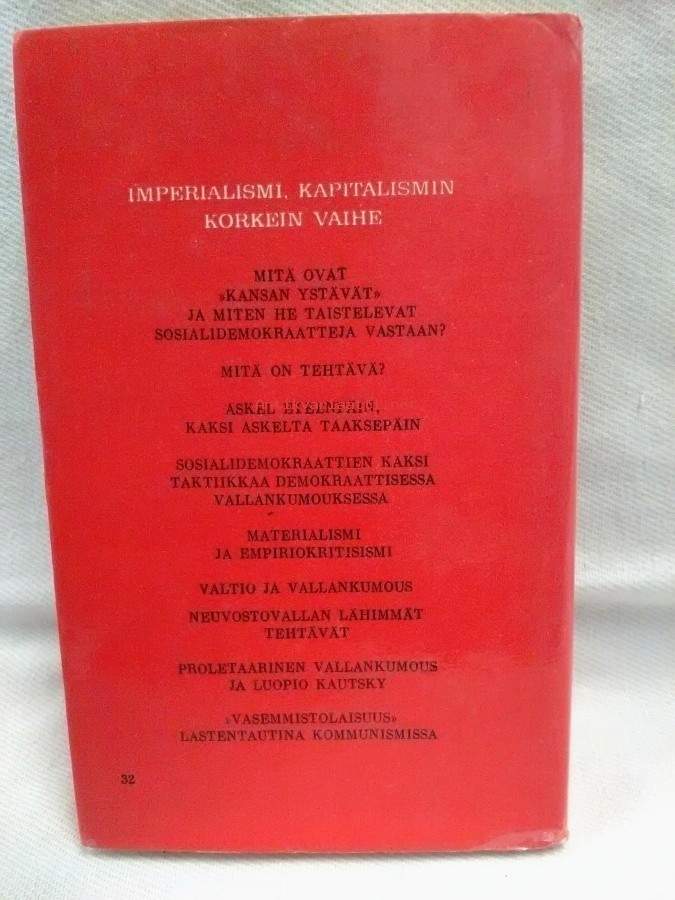 IMPERIALISMI, KAPITALISMIN
KORKEIN VAIHE
MITÄ OVAT
»KANSAN YSTÄVÄT»
JA MITEN HE TAISTELEVAT
SOSIALIDEMOKRAATTEJA VASTAAN?
MITÄ ON TEHTÄVÄ?
ASKEL ETEENPÄIN,
KAKSI ASKELTA TAAKSEPÄIN
SOSIALIDEMOKRAATTIEN KAKSI
TAKTIIKKAA DEMOKRAATTISESSA
VALLANKUMOUKSESSA
MATERIALISMI
JA EMPIRIOKRITISISMI
VALTIO JA VALLANKUMOUS
NEUVOSTOVALLAN LÄHIMMÄT
TEHTÄVÄT
PROLETAARINEN VALLANKUMOUS
JA LUOPIO KAUTSKY
»VASEMMISTOLAISUUS»
LASTENTAUTINA KOMMUNISMISSA
32